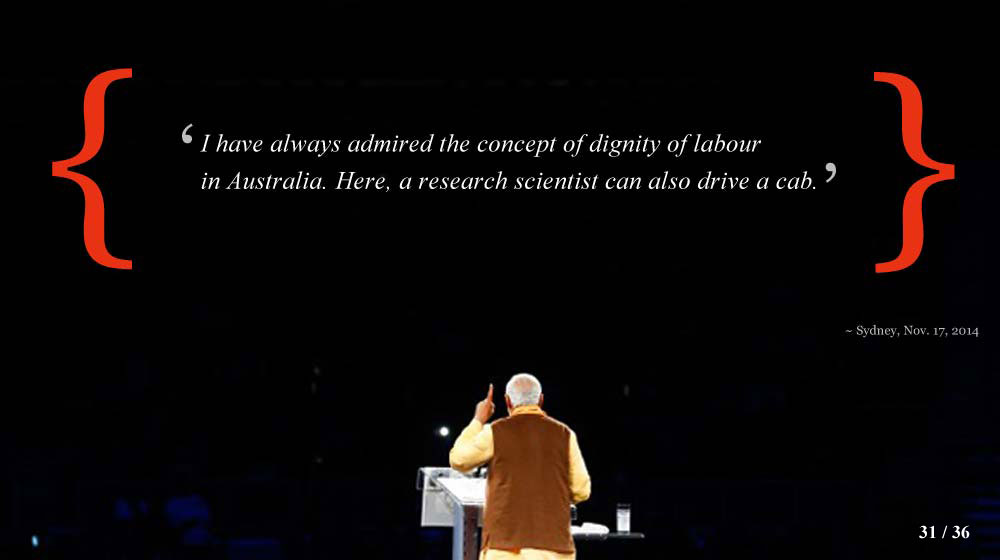 ‘ I have always admired the concept of dignity of labour
in Australia. Here, a research scientist can also drive a cab. ’
~ Sydney, Nov. 17, 2014
31 / 36